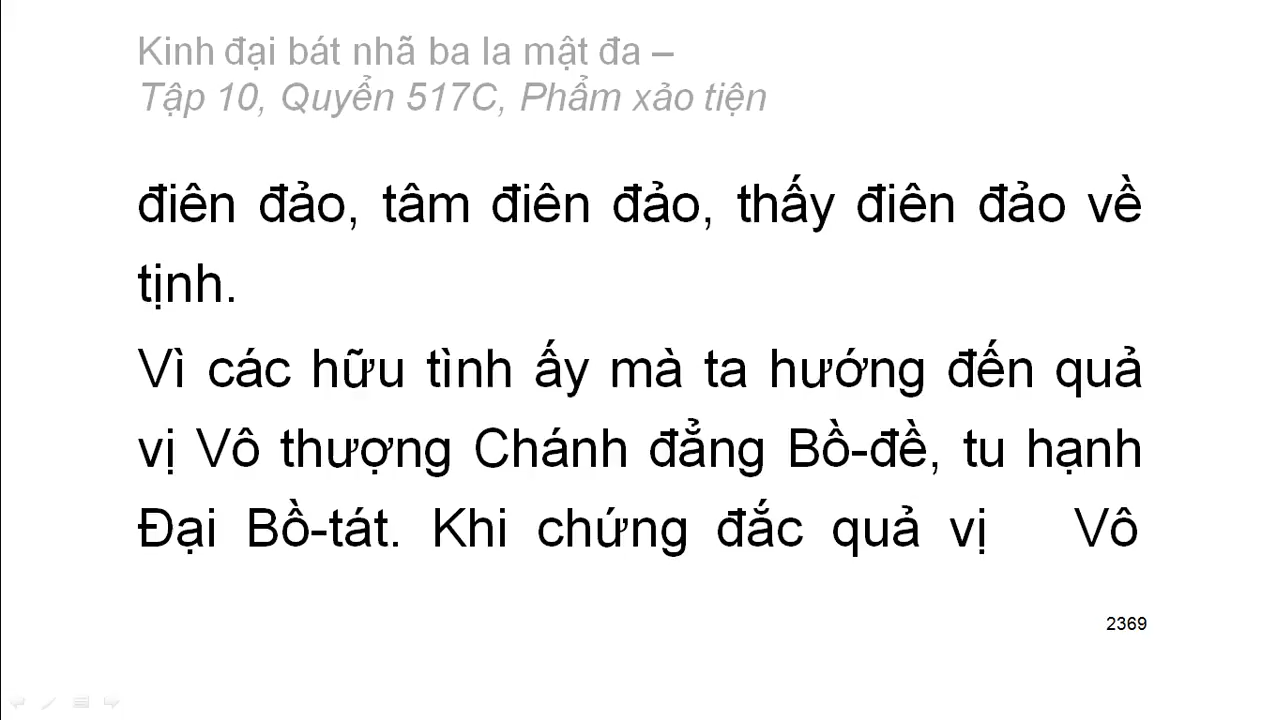 Kinh đại bát nhã ba la mật đa –
Tập 10, Quyển 517C, Phẩm xảo tiện
điên đảo, tâm điên đảo, thấy điên đảo về
tịnh.
Vì các hữu tình ấy mà ta hướng đến quả
vị Vô thượng Chánh đẳng Bồ-đề, tu hạnh
Đại Bồ-tát. Khi chứng đắc quả vị Vô
2369